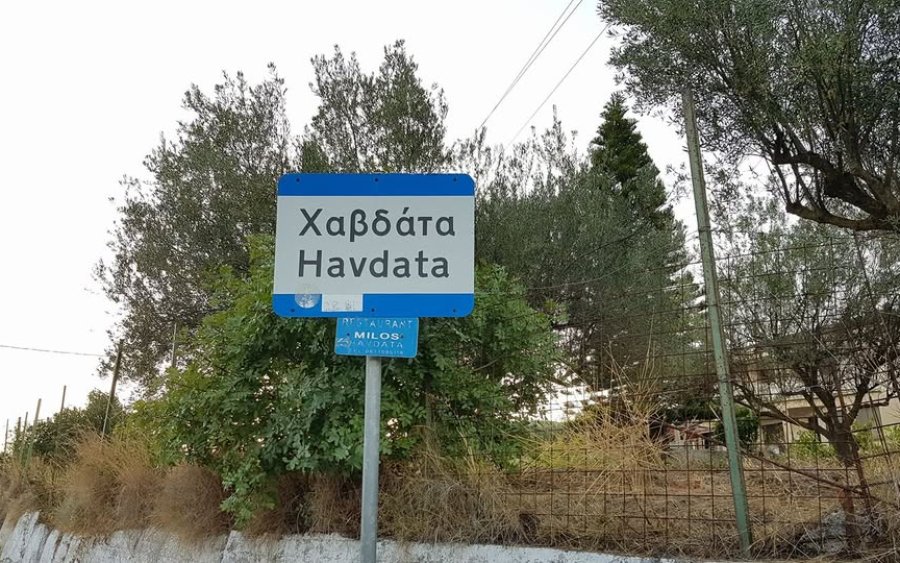 Χαβδάτα
Havdata
RESTAURANT
MILOS
HAVDATA